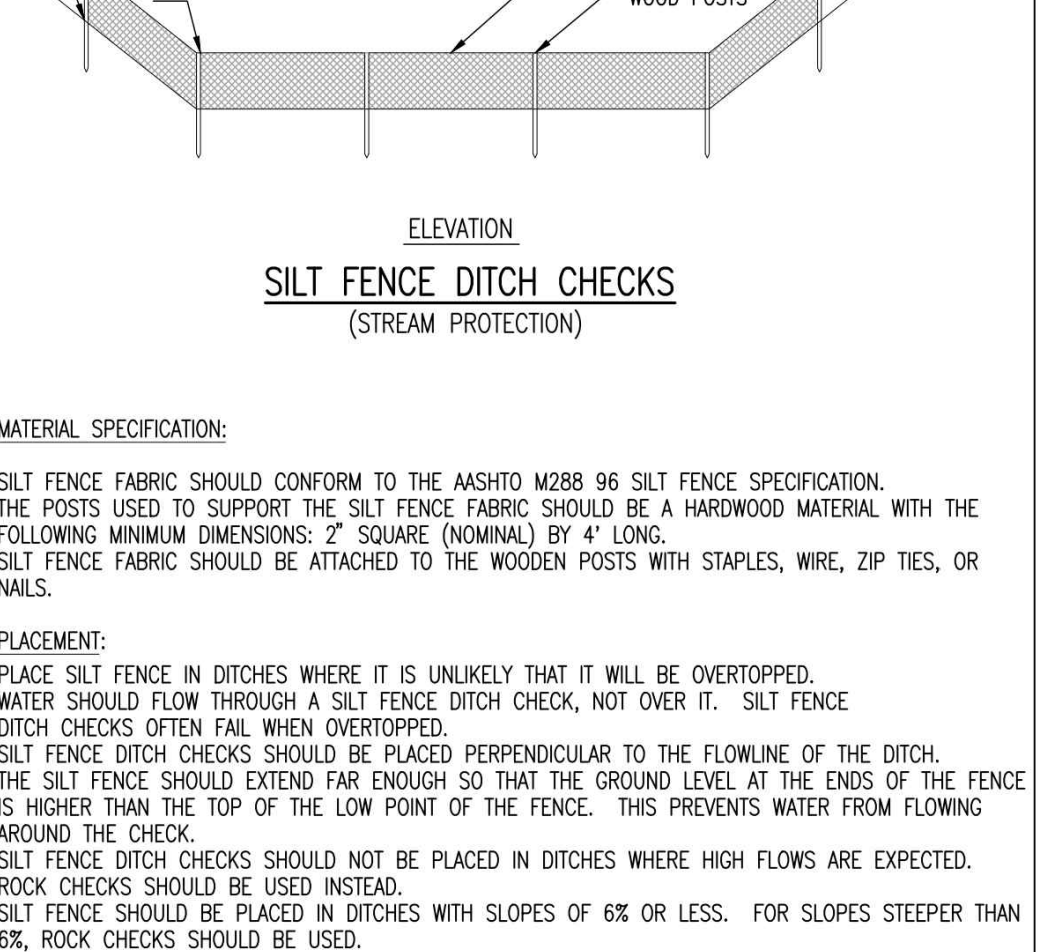 WOOD POSTS
ELEVATION
SILT FENCE DITCH CHECKS
(STREAM PROTECTION)
MATERIAL SPECIFICATION:
SILT FENCE FABRIC SHOULD CONFORM TO THE AASHTO M288 96 SILT FENCE SPECIFICATION.
THE POSTS USED TO SUPPORT THE SILT FENCE FABRIC SHOULD BE A HARDWOOD MATERIAL WITH THE
FOLLOWING MINIMUM DIMENSIONS: 2" SQUARE (NOMINAL) BY 4' LONG.
SILT FENCE FABRIC SHOULD BE ATTACHED TO THE WOODEN POSTS WITH STAPLES, WIRE, ZIP TIES, OR
NAILS.
PLACEMENT:
PLACE SILT FENCE IN DITCHES WHERE IT IS UNLIKELY THAT IT WILL BE OVERTOPPED.
WATER SHOULD FLOW THROUGH A SILT FENCE DITCH CHECK, NOT OVER IT. SILT FENCE
DITCH CHECKS OFTEN FAIL WHEN OVERTOPPED.
SILT FENCE DITCH CHECKS SHOULD BE PLACED PERPENDICULAR TO THE FLOWLINE OF THE DITCH.
THE SILT FENCE SHOULD EXTEND FAR ENOUGH SO THAT THE GROUND LEVEL AT THE ENDS OF THE FENCE
IS HIGHER THAN THE TOP OF THE LOW POINT OF THE FENCE. THIS PREVENTS WATER FROM FLOWING
AROUND THE CHECK.
SILT FENCE DITCH CHECKS SHOULD NOT BE PLACED IN DITCHES WHERE HIGH FLOWS ARE EXPECTED.
ROCK CHECKS SHOULD BE USED INSTEAD.
SILT FENCE SHOULD BE PLACED IN DITCHES WITH SLOPES OF 6% OR LESS. FOR SLOPES STEEPER THAN
6%, ROCK CHECKS SHOULD BE USED.